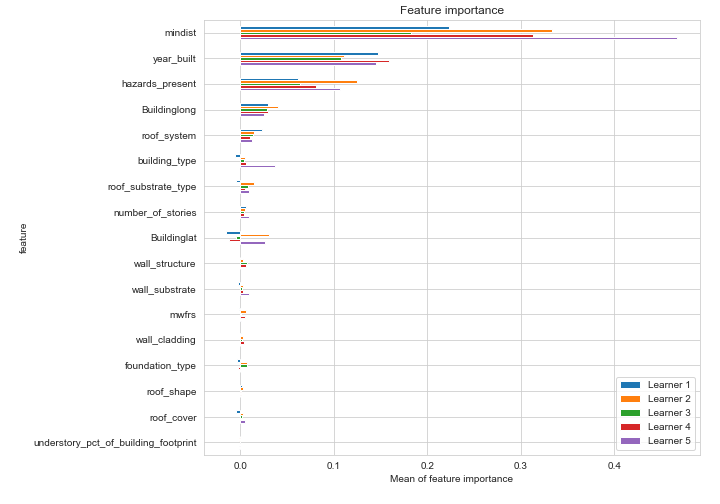 Feature importance
mindist
year_built
hazards_present
Buildinglong
roof_system
building_type
roof_substrate_type
number_of_stories
Buildinglat
wall_structure
wall_substrate
mwfrs
wall_cladding
foundation_type
roof_shape
roof_cover
understory_pct_of_building_footprint
feature
0.0 0.1 0.2 0.3 0.4
Mean of feature importance
Learner 1
Learner 2
Learner 3
Learner 4
Learner 5